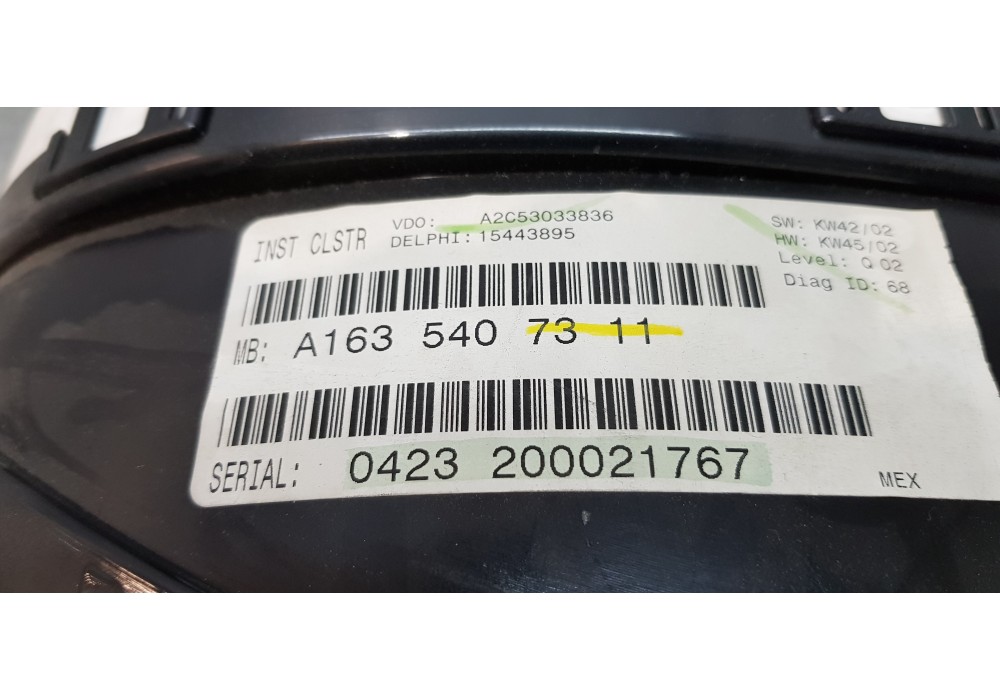 INST CLSTR
VDO: A2C53033836
DELPHI: 15443895
SW: KW42/02
HW: KW45/02
Level: Q 02
Diag ID: 68
MB: A163 540 73 11
SERIAL: 0423 200021767
MEX